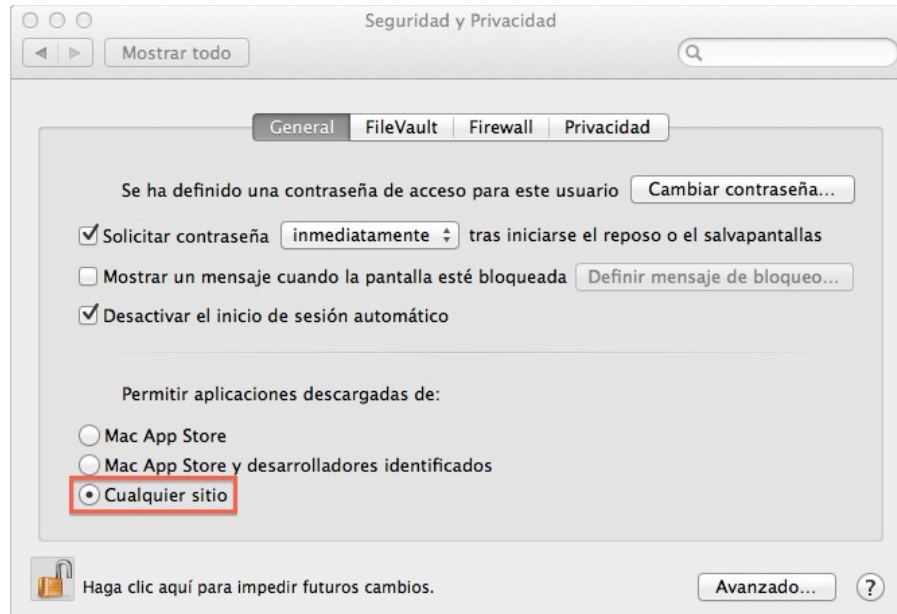 Seguridad y Privacidad
Mostrar todo
General FileVault Firewall Privacidad
Se ha definido una contraseña de acceso para este usuario Cambiar contraseña...
Solicitar contraseña inmediatamente tras iniciarse el reposo o el salvapantallas
Mostrar un mensaje cuando la pantalla esté bloqueada Definir mensaje de bloqueo...
Desactivar el inicio de sesión automático
Permitir aplicaciones descargadas de:
Mac App Store
Mac App Store y desarrolladores identificados
Cualquier sitio
Haga clic aquí para impedir futuros cambios. Avanzado... ?